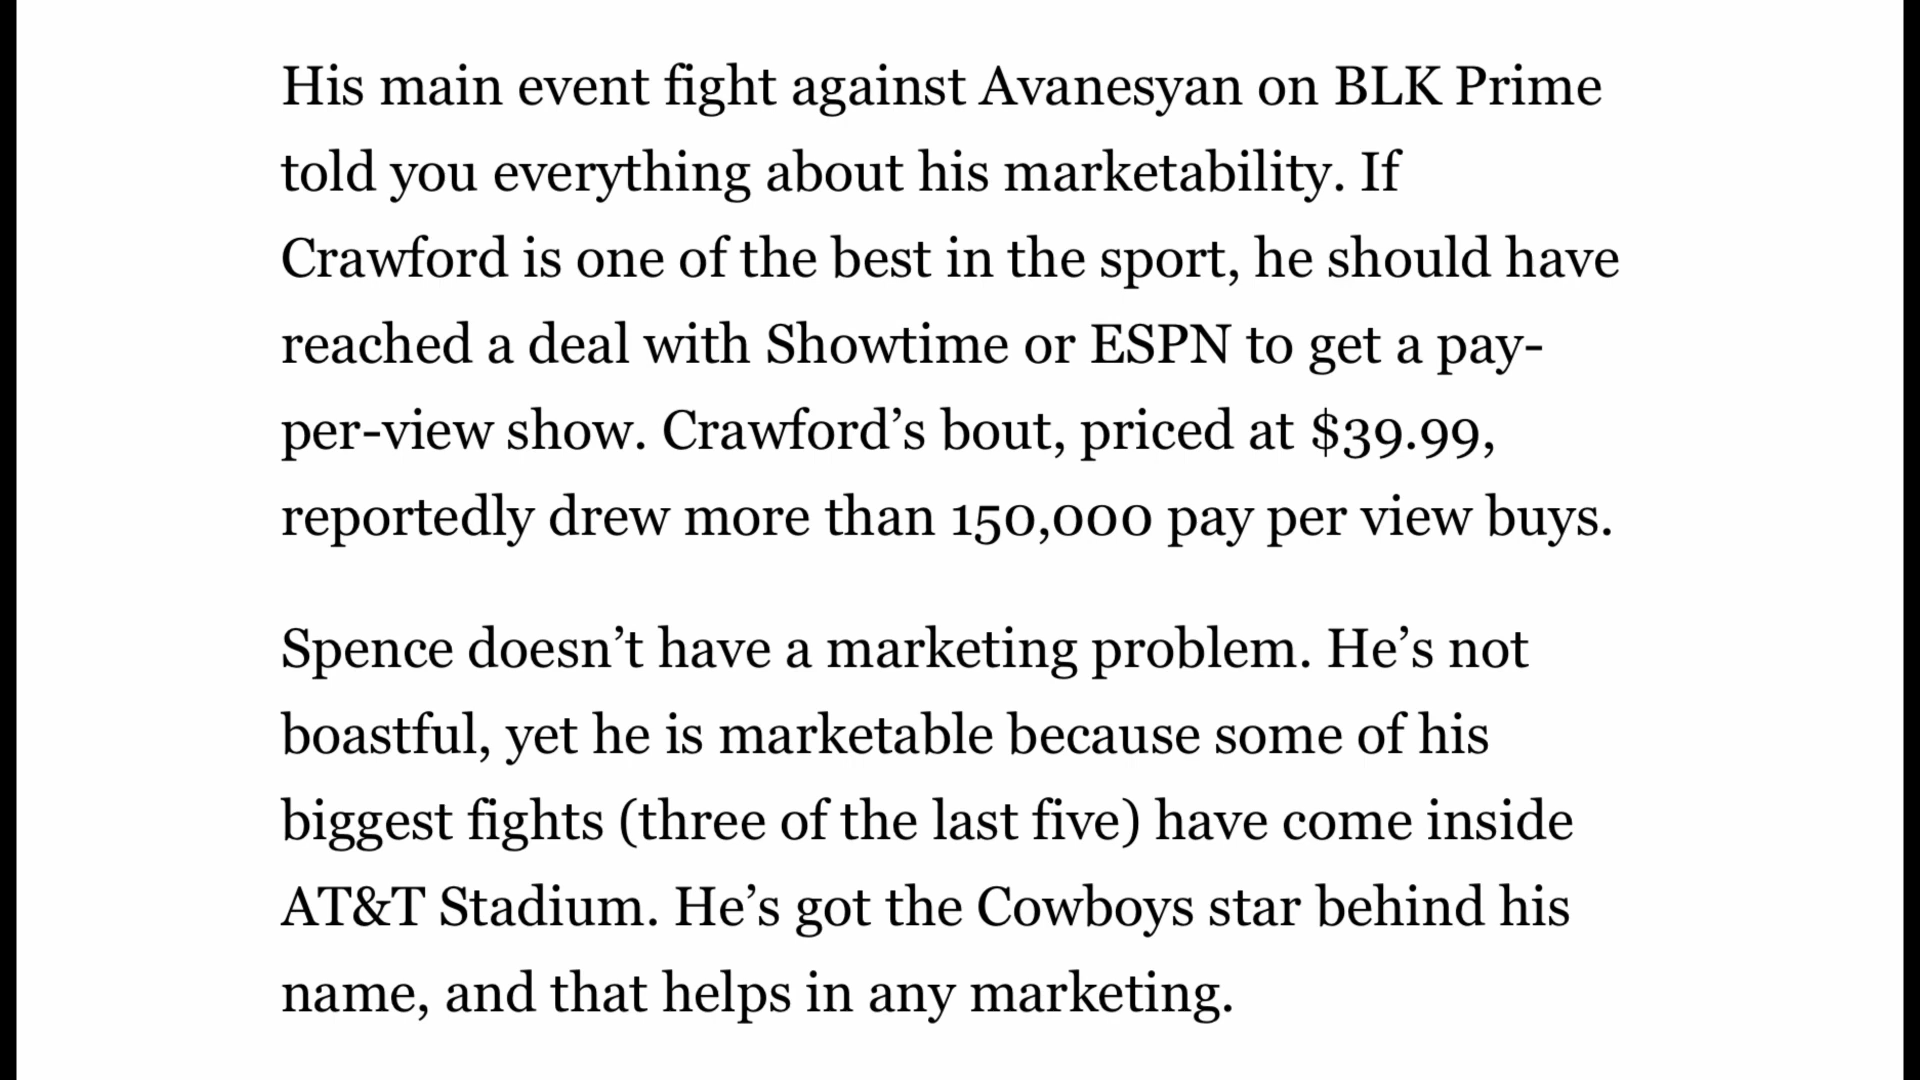 His main event fight against Avanesyan on BLK Prime
told you everything about his marketability. If
Crawford is one of the best in the sport, he should have
reached a deal with Showtime or ESPN to get a pay-
per-view show. Crawford’s bout, priced at $39.99,
reportedly drew more than 150,000 pay per view buys.
Spence doesn’t have a marketing problem. He’s not
boastful, yet he is marketable because some of his
biggest fights (three of the last five) have come inside
AT&T Stadium. He’s got the Cowboys star behind his
name, and that helps in any marketing.